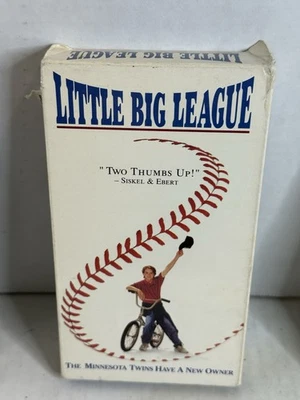 LITTLE BIG LEAGUE
LITTLE BIG LEAGUE
"TWO THUMBS UP!"
– SISKEL & EBERT
THE MINNESOTA TWINS HAVE A NEW OWNER